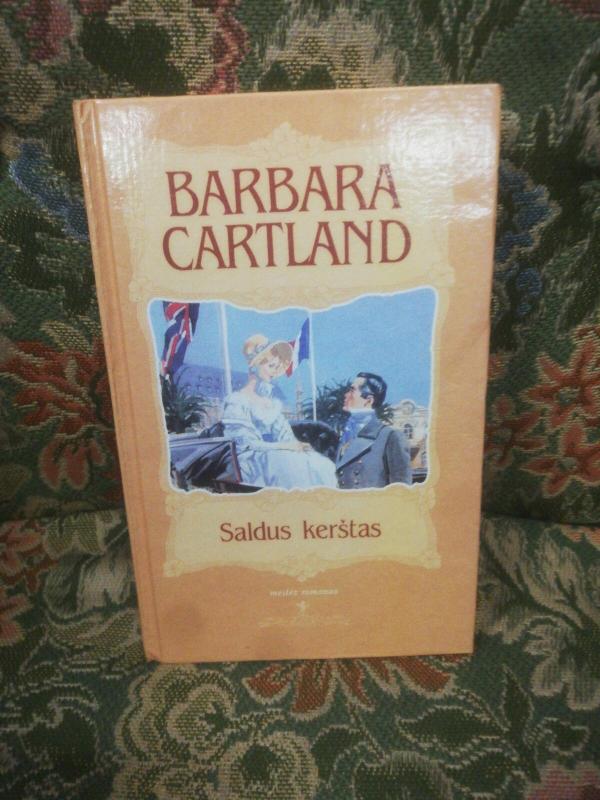 BARBARA
CARTLAND
Saldus kerštas
meilės romanas